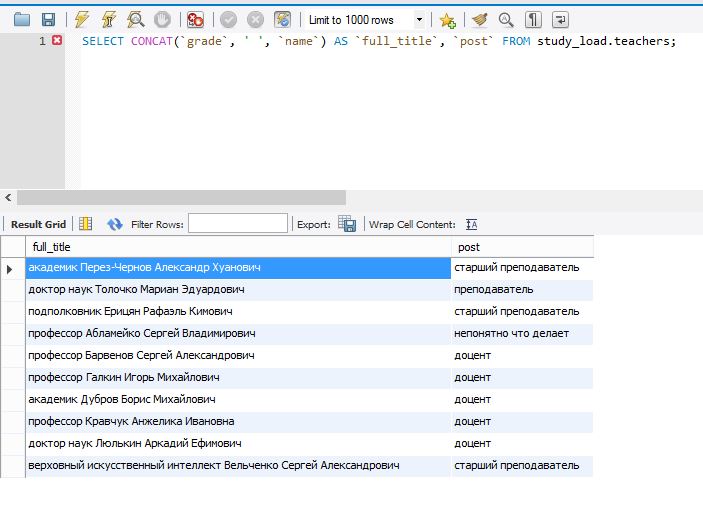 Limit to 1000 rows
1 SELECT CONCAT(`grade`, ' ', `name`) AS `full_title`, `post` FROM study_load.teachers;
Result Grid Filter Rows: Export: Wrap Cell Content:
full_title post
академик Перез-Чернов Александр Хуанович старший преподаватель
доктор наук Толочко Мариан Эдуардович преподаватель
подполковник Ерицян Рафаэль Кимович старший преподаватель
профессор Абламейко Сергей Владимирович непонятно что делает
профессор Барвенов Сергей Александрович доцент
профессор Галкин Игорь Михайлович доцент
академик Дубров Борис Михайлович доцент
профессор Кравчук Анжелика Ивановна доцент
доктор наук Люлькин Аркадий Ефимович доцент
верховный искусственный интеллект Вельченко Сергей Александрович старший преподаватель